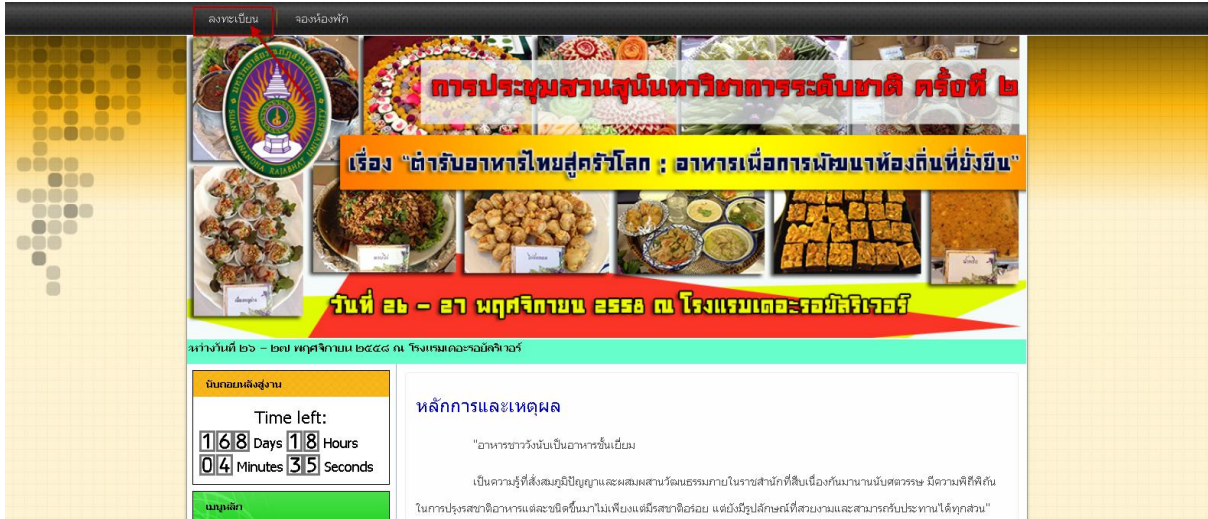 ลงทะเบียน
จองห้องพัก
การประชุมสวนสุนันทาวิชาการระดับชาติ ครั้งที่ ๒
SUAN SUNANDHA RAJABHAT UNIVERSITY
เรื่อง "ตำรับอาหารไทยสู่ครัวโลก : อาหารเพื่อการพัฒนาท้องถิ่นที่ยั่งยืน"
วันที่ ๒๖ – ๒๗ พฤศจิกายน ๒๕๕๘ ณ โรงแรมเดอะรอยัลริเวอร์
หว่างวันที่ ๒๖ – ๒๗ พฤศจิกายน ๒๕๕๘ ณ โรงแรมเดอะรอยัลริเวอร์
นับถอยหลังสู่งาน
Time left:
168 Days 18 Hours
04 Minutes 35 Seconds
เมนูหลัก
หลักการและเหตุผล
"อาหารชาววังนับเป็นอาหารชั้นเยี่ยม
เป็นความรู้ที่สั่งสมภูมิปัญญาและผสมผสานวัฒนธรรมภายในราชสำนักที่สืบเนื่องกันมานานนับศตวรรษ มีความพิถีพิถัน
ในการปรุงรสชาติอาหารแต่ละชนิดขึ้นมาไม่เพียงแต่มีรสชาติอร่อย แต่ยังมีรูปลักษณ์ที่สวยงามและสามารถรับประทานได้ทุกส่วน"